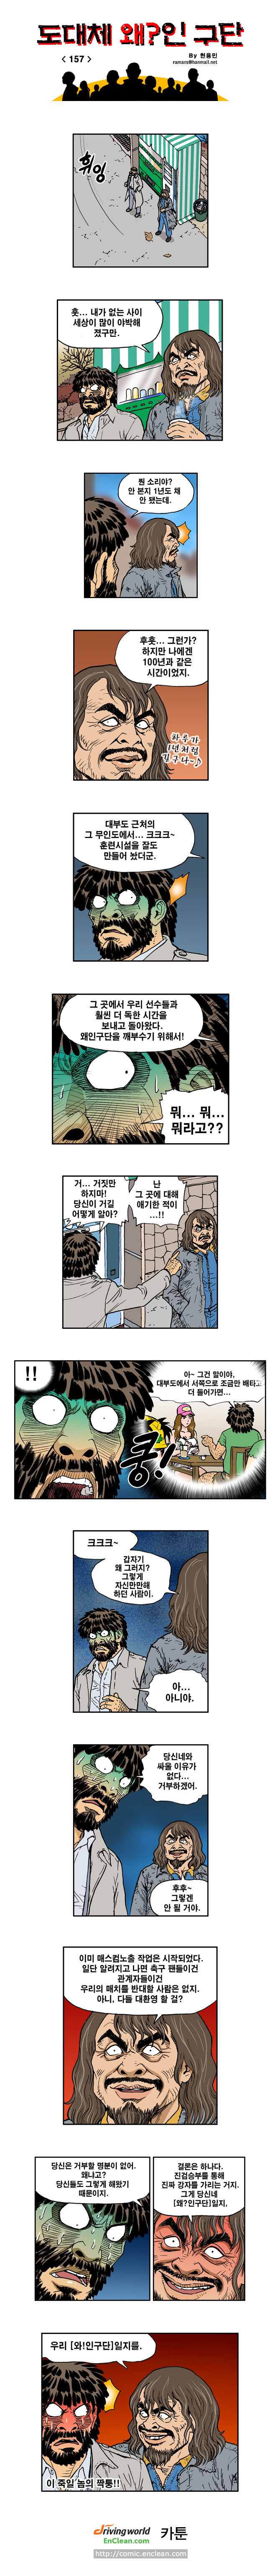 도대체 왜?인 구단
< 157 >
By 현용민
ramans@hanmail.net
휘잉
훗... 내가 없는 사이
세상이 많이 야박해
졌구만.
뭔 소리야?
안 본지 1년도 채
안 됐는데.
후훗... 그런가?
하지만 나에겐
100년과 같은
시간이었지.
하루가
1년처럼
길구나~♪
대부도 근처의
그 무인도에서... 크크크~
훈련시설을 잘도
만들어 놨더군.
그 곳에서 우리 선수들과
훨씬 더 독한 시간을
보내고 돌아왔다.
왜인구단을 깨부수기 위해서!
뭐... 뭐...
뭐라고??
거... 거짓말
하지마!
당신이 거길
어떻게 알아?
난
그 곳에 대해
얘기한 적이
...!!
!!
아~ 그건 말이야.
대부도에서 서쪽으로 조금만 배타고
더 들어가면...
쿵!
크크크~
갑자기
왜 그러지?
그렇게
자신만만해
하던 사람이.
아...
아니야.
당신네와
싸울 이유가
없다...
거부하겠어.
후후~
그렇겐
안 될 거야.
이미 매스컴노출 작업은 시작되었다.
일단 알려지고 나면 축구 팬들이건
관계자들이건
우리의 매치를 반대할 사람은 없지.
아니, 다들 대환영 할 걸?
당신은 거부할 명분이 없어.
왜냐고?
당신들도 그렇게 해왔기
때문이지.
결론은 하나다.
진검승부를 통해
진짜 강자를 가리는 거지.
그게 당신네
[왜?인구단]일지,
우리 [와!인구단]일지를.
이 죽일 놈의 짝퉁!!
drivingworld
EnClean.com
카툰
http://comic.enclean.com